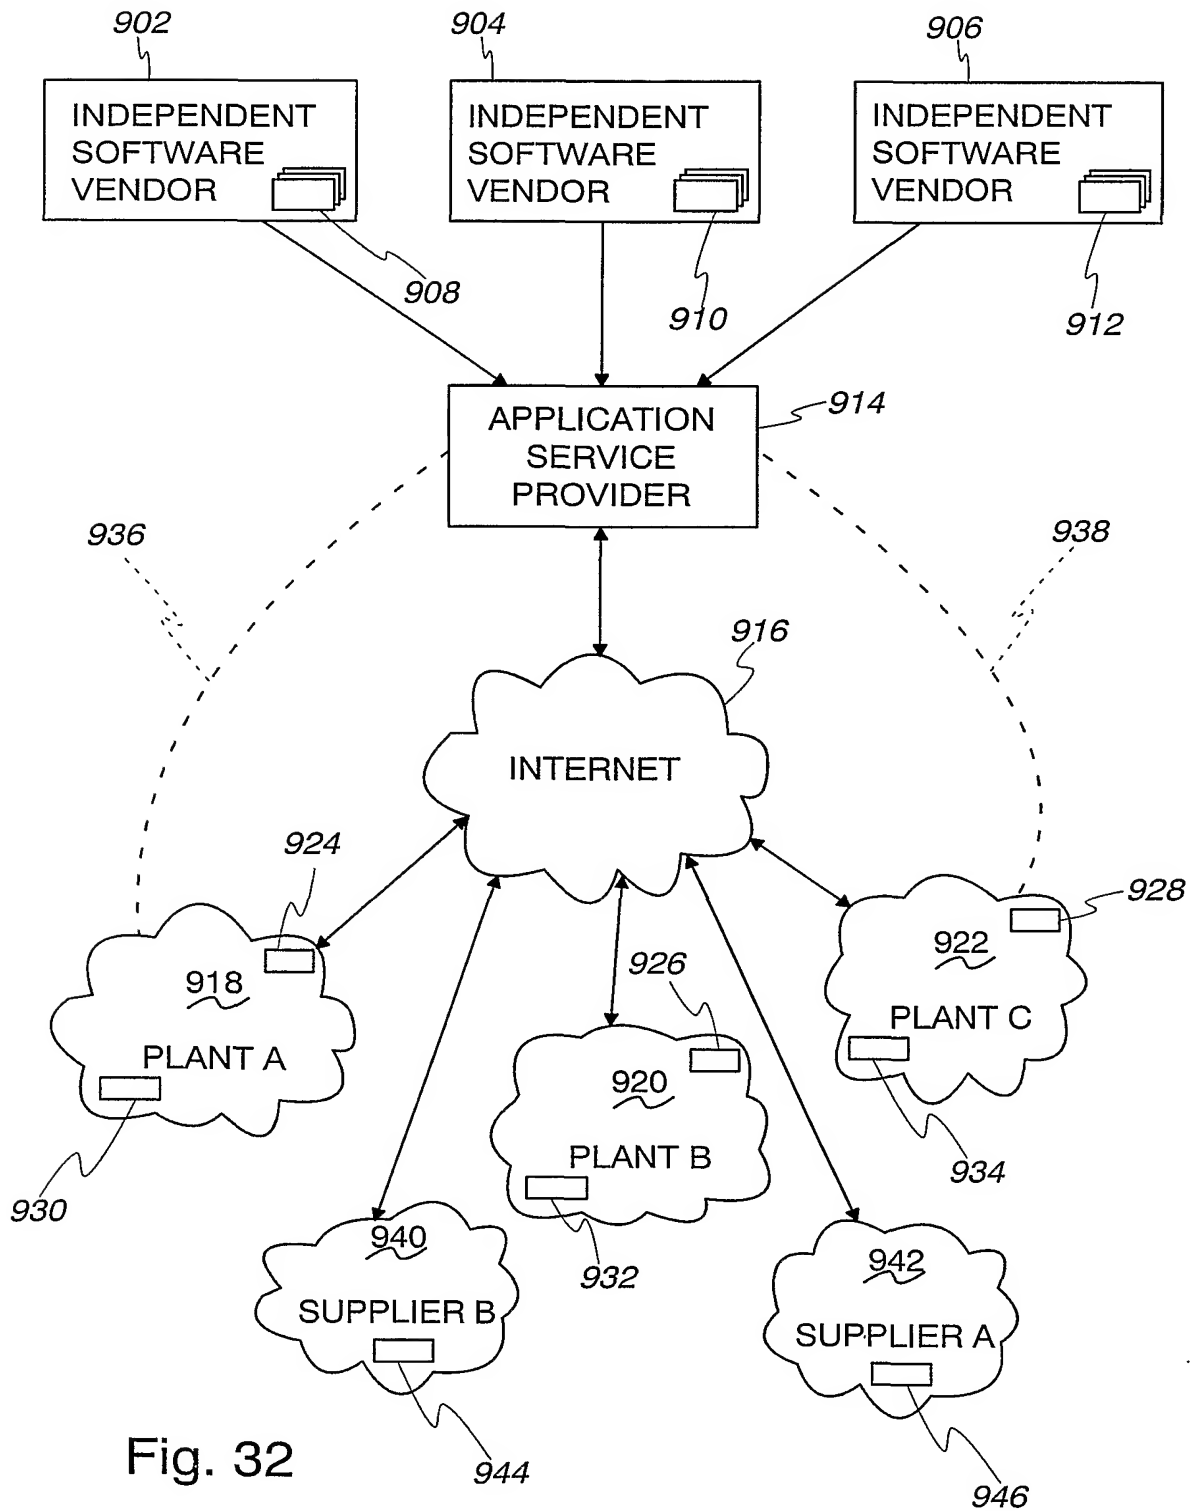 902
904
906
INDEPENDENT
SOFTWARE
VENDOR
INDEPENDENT
SOFTWARE
VENDOR
INDEPENDENT
SOFTWARE
VENDOR
908
910
912
APPLICATION
SERVICE
PROVIDER
914
936
938
916
INTERNET
924
928
918
PLANT A
926
922
PLANT C
920
PLANT B
930
934
932
940
SUPPLIER B
942
SUPPLIER A
944
946
Fig. 32